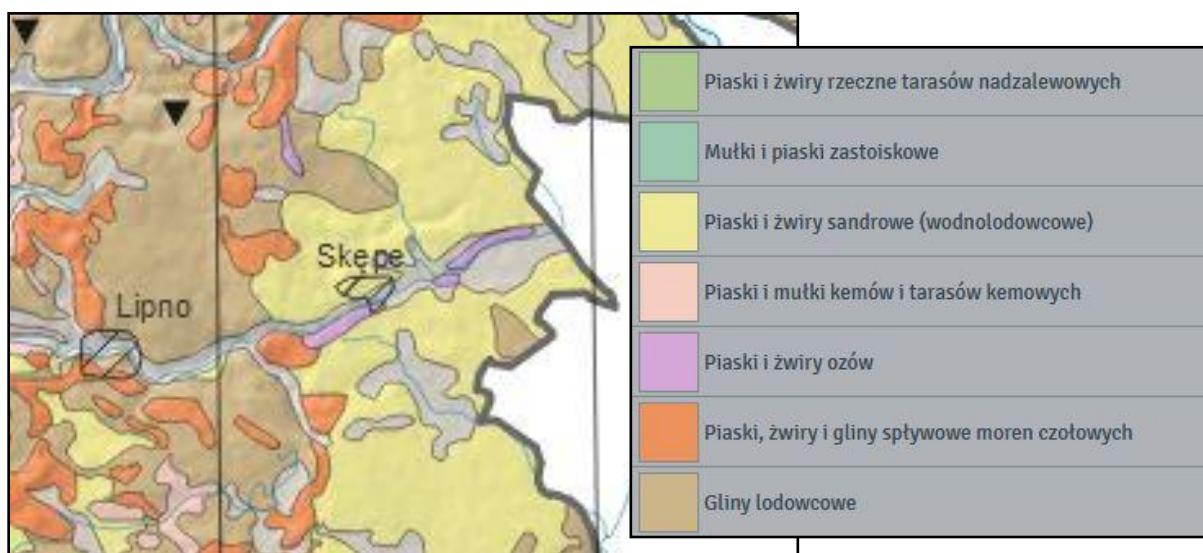 Skępe
Lipno
Piaski i żwiry rzeczne tarasów nadzalewowych
Mułki i piaski zastoiskowe
Piaski i żwiry sandrowe (wodnolodowcowe)
Piaski i mułki kemów i tarasów kemowych
Piaski i żwiry ozów
Piaski, żwiry i gliny spływowe moren czołowych
Gliny lodowcowe